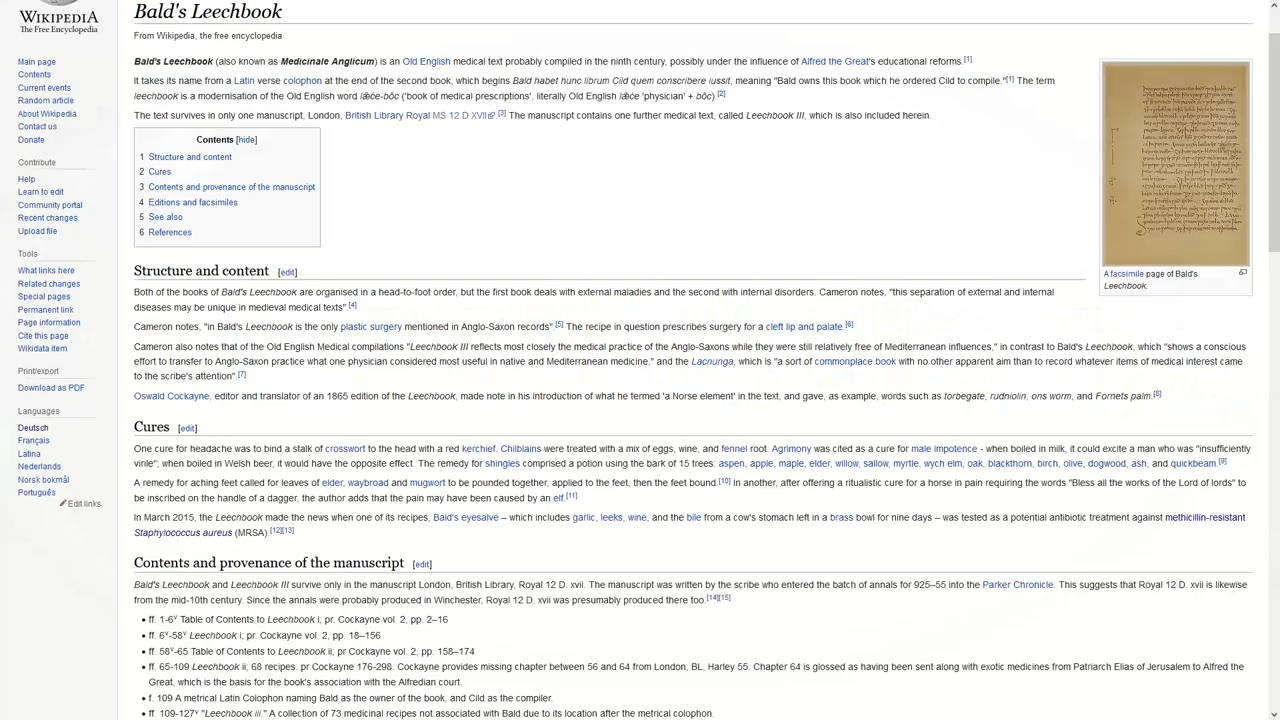 WIKIPEDIA
The Free Encyclopedia
Main page
Contents
Current events
Random article
About Wikipedia
Contact us
Donate
Contribute
Help
Learn to edit
Community portal
Recent changes
Upload file
Tools
What links here
Related changes
Special pages
Permanent link
Page information
Cite this page
Wikidata item
Print/export
Download as PDF
Languages
Deutsch
Français
Latina
Nederlands
Norsk bokmål
Português
Edit links
Bald's Leechbook
From Wikipedia, the free encyclopedia
Bald's Leechbook (also known as Medicinale Anglicum) is an Old English medical text probably compiled in the ninth century, possibly under the influence of Alfred the Great's educational reforms.[1]
It takes its name from a Latin verse colophon at the end of the second book, which begins Bald habet hunc librum Cild quem conscribere iussit, meaning "Bald owns this book which he ordered Cild to compile."[1] The term
leechbook is a modernisation of the Old English word lǣċe-bōc ('book of medical prescriptions', literally Old English lǣċe 'physician' + bōc).[2]
The text survives in only one manuscript, London, British Library Royal MS 12 D XVII.[3] The manuscript contains one further medical text, called Leechbook III, which is also included herein.
Contents [hide]
1 Structure and content
2 Cures
3 Contents and provenance of the manuscript
4 Editions and facsimiles
5 See also
6 References
A facsimile page of Bald's
Leechbook.
Structure and content [edit]
Both of the books of Bald's Leechbook are organised in a head-to-foot order, but the first book deals with external maladies and the second with internal disorders. Cameron notes, "this separation of external and internal
diseases may be unique in medieval medical texts".[4]
Cameron notes, "in Bald's Leechbook is the only plastic surgery mentioned in Anglo-Saxon records".[5] The recipe in question prescribes surgery for a cleft lip and palate.[6]
Cameron also notes that of the Old English Medical compilations "Leechbook III reflects most closely the medical practice of the Anglo-Saxons while they were still relatively free of Mediterranean influences," in contrast to Bald's Leechbook, which "shows a conscious
effort to transfer to Anglo-Saxon practice what one physician considered most useful in native and Mediterranean medicine," and the Lacnunga, which is "a sort of commonplace book with no other apparent aim than to record whatever items of medical interest came
to the scribe's attention".[7]
Oswald Cockayne, editor and translator of an 1865 edition of the Leechbook, made note in his introduction of what he termed 'a Norse element' in the text, and gave, as example, words such as torbegate, rudniolin, ons worm, and Fornets palm.[8]
Cures [edit]
One cure for headache was to bind a stalk of crosswort to the head with a red kerchief. Chilblains were treated with a mix of eggs, wine, and fennel root. Agrimony was cited as a cure for male impotence - when boiled in milk, it could excite a man who was "insufficiently
virile"; when boiled in Welsh beer, it would have the opposite effect. The remedy for shingles comprised a potion using the bark of 15 trees: aspen, apple, maple, elder, willow, sallow, myrtle, wych elm, oak, blackthorn, birch, olive, dogwood, ash, and quickbeam.[9]
A remedy for aching feet called for leaves of elder, waybroad and mugwort to be pounded together, applied to the feet, then the feet bound.[10] In another, after offering a ritualistic cure for a horse in pain requiring the words "Bless all the works of the Lord of lords" to
be inscribed on the handle of a dagger, the author adds that the pain may have been caused by an elf.[11]
In March 2015, the Leechbook made the news when one of its recipes, Bald's eyesalve – which includes garlic, leeks, wine, and the bile from a cow's stomach left in a brass bowl for nine days – was tested as a potential antibiotic treatment against methicillin-resistant
Staphylococcus aureus (MRSA).[12][13]
Contents and provenance of the manuscript [edit]
Bald's Leechbook and Leechbook III survive only in the manuscript London, British Library, Royal 12 D. xvii. The manuscript was written by the scribe who entered the batch of annals for 925–55 into the Parker Chronicle. This suggests that Royal 12 D. xvii is likewise
from the mid-10th century. Since the annals were probably produced in Winchester, Royal 12 D. xvii was presumably produced there too.[14][15]
• ff. 1-6v Table of Contents to Leechbook i; pr. Cockayne vol. 2, pp. 2–16
• ff. 6v-58v Leechbook i; pr. Cockayne vol. 2, pp. 18–156
• ff. 58v-65 Table of Contents to Leechbook ii; pr Cockayne vol. 2, pp. 158–174
• ff. 65-109 Leechbook ii; 68 recipes. pr Cockayne 176-298. Cockayne provides missing chapter between 56 and 64 from London, BL, Harley 55. Chapter 64 is glossed as having been sent along with exotic medicines from Patriarch Elias of Jerusalem to Alfred the
Great, which is the basis for the book's association with the Alfredian court.
• f. 109 A metrical Latin Colophon naming Bald as the owner of the book, and Cild as the compiler.
• ff. 109-127v "Leechbook iii." A collection of 73 medicinal recipes not associated with Bald due to its location after the metrical colophon.